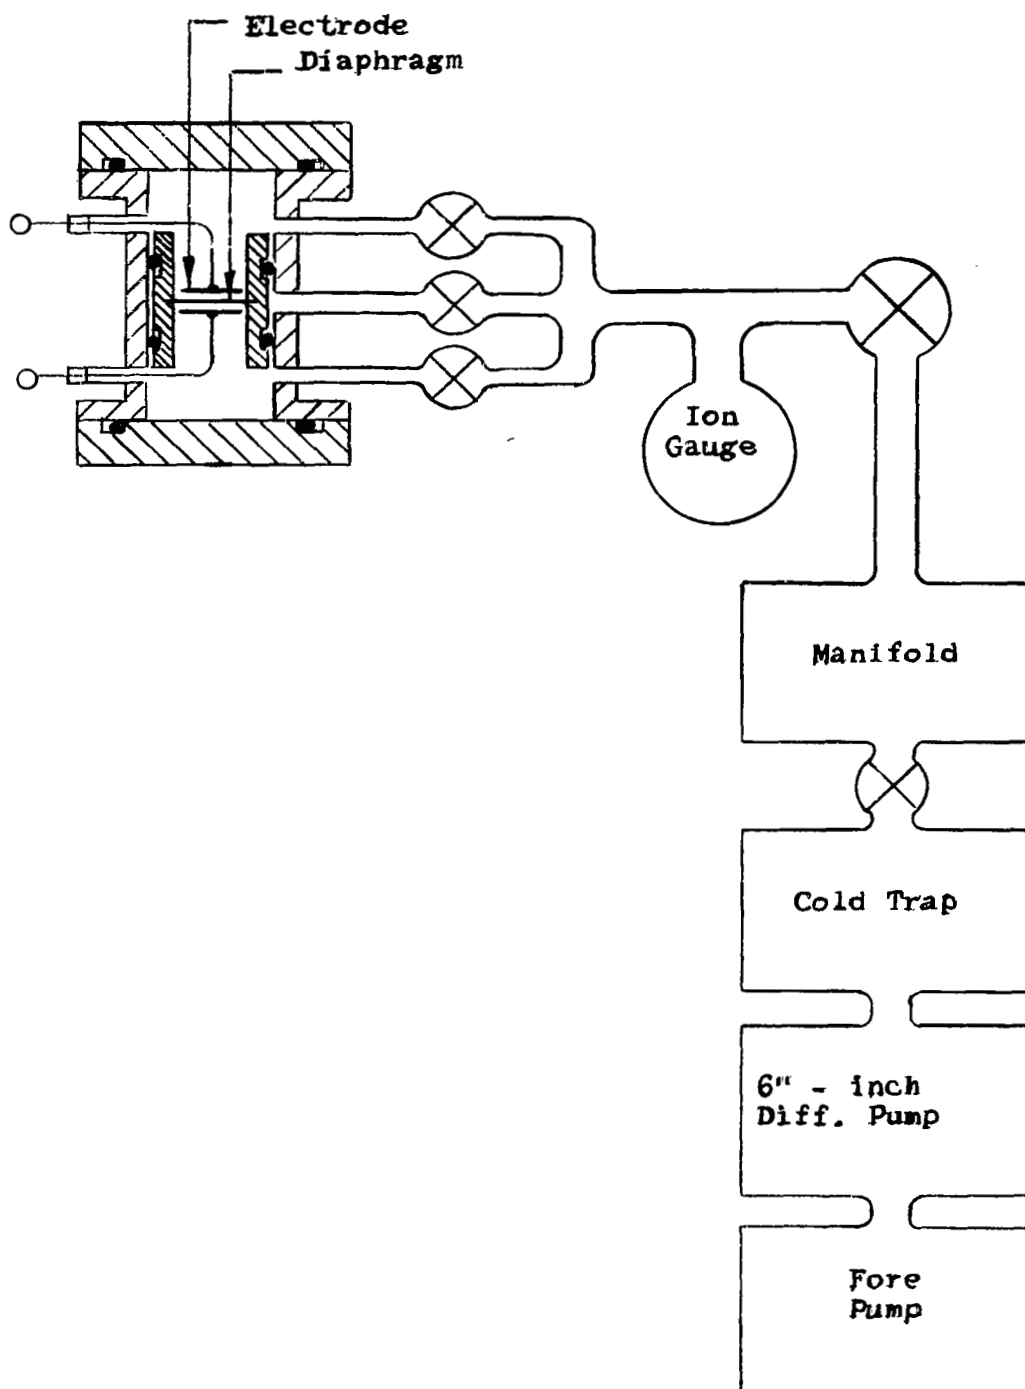 Electrode
Diaphragm
Ion
Gauge
Manifold
Cold Trap
6" - inch
Diff. Pump
Fore
Pump